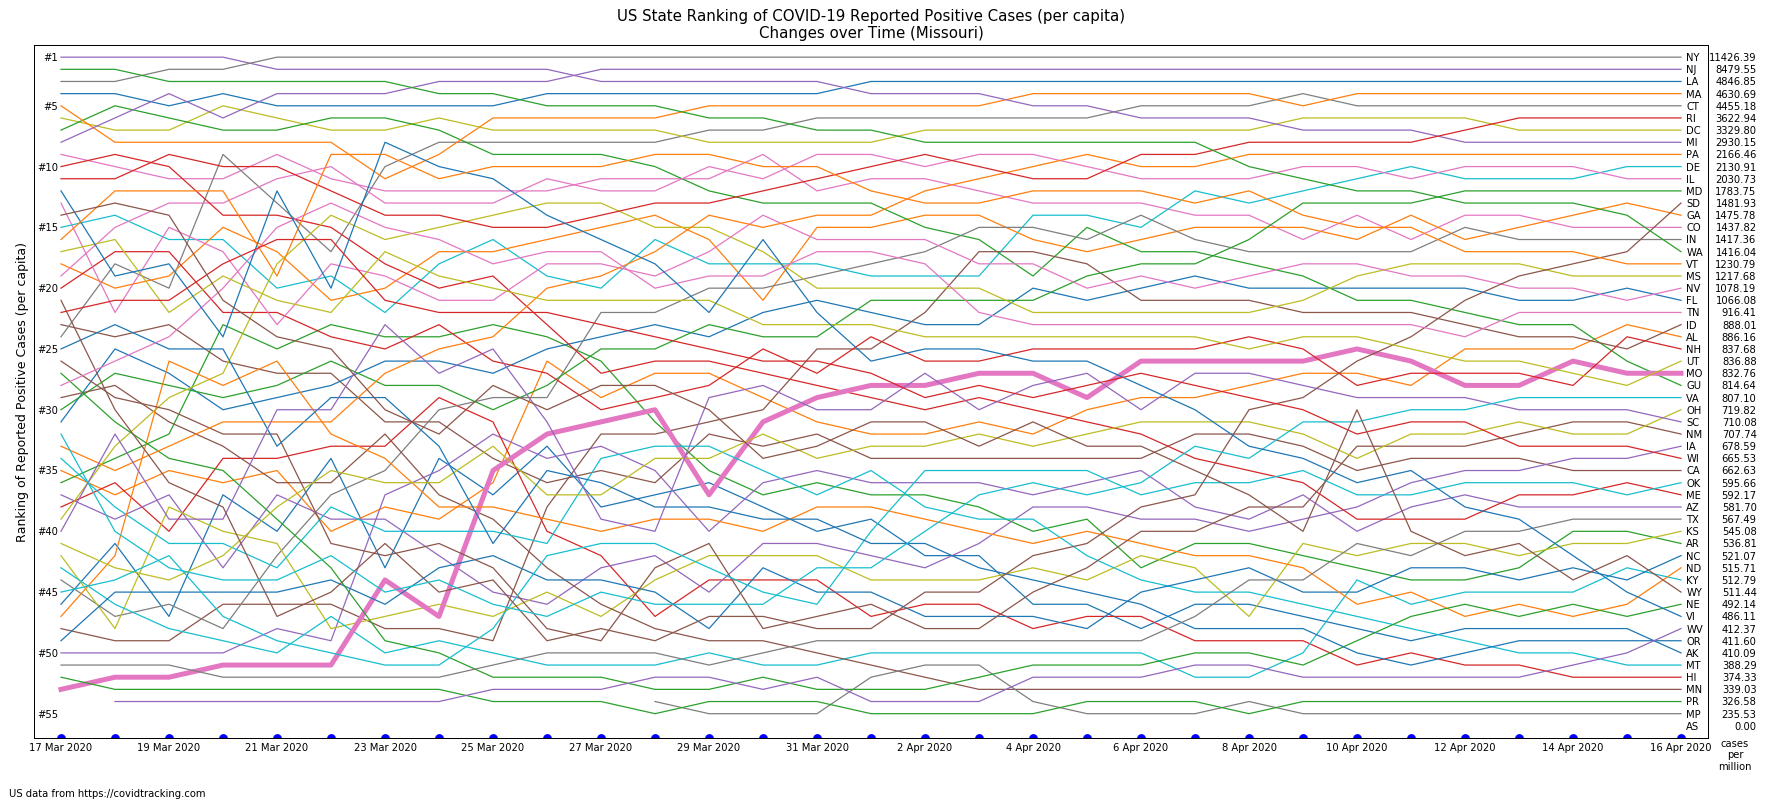 US State Ranking of COVID-19 Reported Positive Cases (per capita)
Changes over Time (Missouri)
Ranking of Reported Positive Cases (per capita)
#1
#5
#10
#15
#20
#25
#30
#35
#40
#45
#50
#55
NY 11426.39
NJ 8479.55
LA 4846.85
MA 4630.69
CT 4455.18
RI 3622.94
DC 3329.80
MI 2930.15
PA 2166.46
DE 2130.91
IL 2030.73
MD 1783.75
SD 1481.93
GA 1475.78
CO 1437.82
IN 1417.36
WA 1416.04
VT 1230.79
MS 1217.68
NV 1078.19
FL 1066.08
TN 916.41
ID 888.01
AL 886.16
NH 837.68
UT 836.88
MO 832.76
GU 814.64
VA 807.10
OH 719.82
SC 710.08
NM 707.74
IA 678.59
WI 665.53
CA 662.63
OK 595.66
ME 592.17
AZ 581.70
TX 567.49
KS 545.08
AR 536.81
NC 521.07
ND 515.71
KY 512.79
WY 511.44
NE 492.14
VI 486.11
WV 412.37
OR 411.60
AK 410.09
MT 388.29
HI 374.33
MN 339.03
PR 326.58
MP 235.53
AS 0.00
17 Mar 2020 19 Mar 2020 21 Mar 2020 23 Mar 2020 25 Mar 2020 27 Mar 2020 29 Mar 2020 31 Mar 2020 2 Apr 2020 4 Apr 2020 6 Apr 2020 8 Apr 2020 10 Apr 2020 12 Apr 2020 14 Apr 2020 16 Apr 2020
cases
per
million
US data from https://covidtracking.com